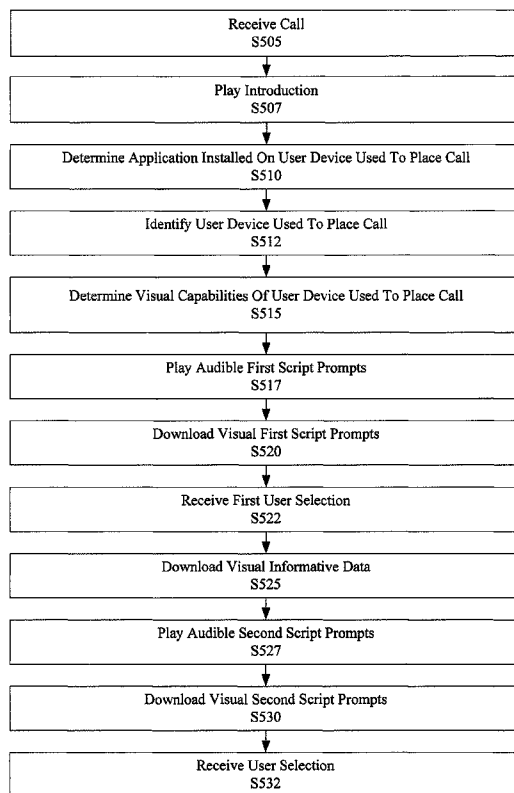 Receive Call
S505
Play Introduction
S507
Determine Application Installed On User Device Used To Place Call
S510
Identify User Device Used To Place Call
S512
Determine Visual Capabilities Of User Device Used To Place Call
S515
Play Audible First Script Prompts
S517
Download Visual First Script Prompts
S520
Receive First User Selection
S522
Download Visual Informative Data
S525
Play Audible Second Script Prompts
S527
Download Visual Second Script Prompts
S530
Receive User Selection
S532